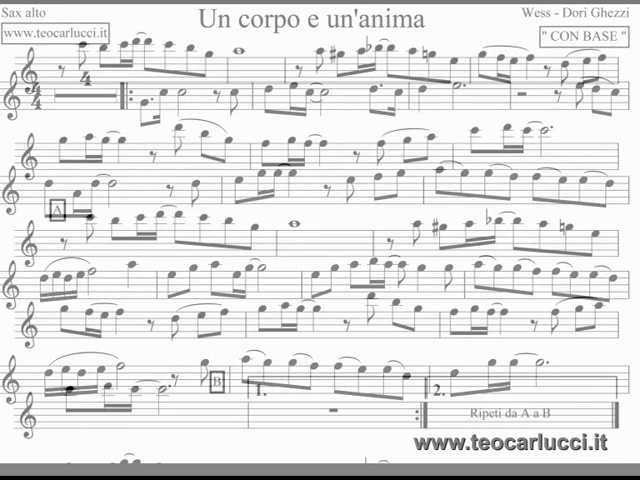 Sax alto
Un corpo e un'anima
Wess - Dori Ghezzi
www.teocarlucci.it
" CON BASE "
A
B
1.
2.
Ripeti da A a B
www.teocarlucci.it